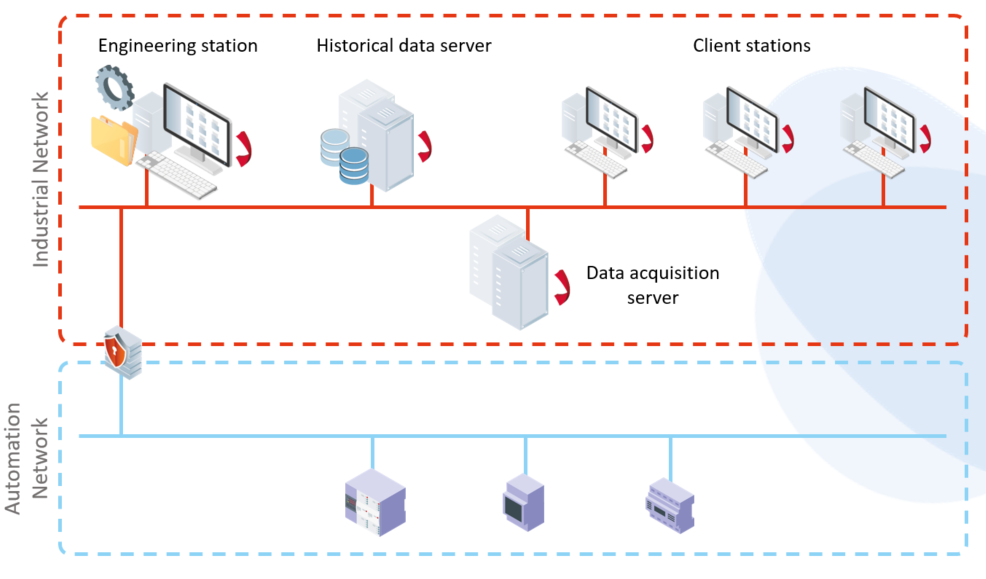 Engineering station
Historical data server
Client stations
Industrial Network
Data acquisition
server
Automation
Network